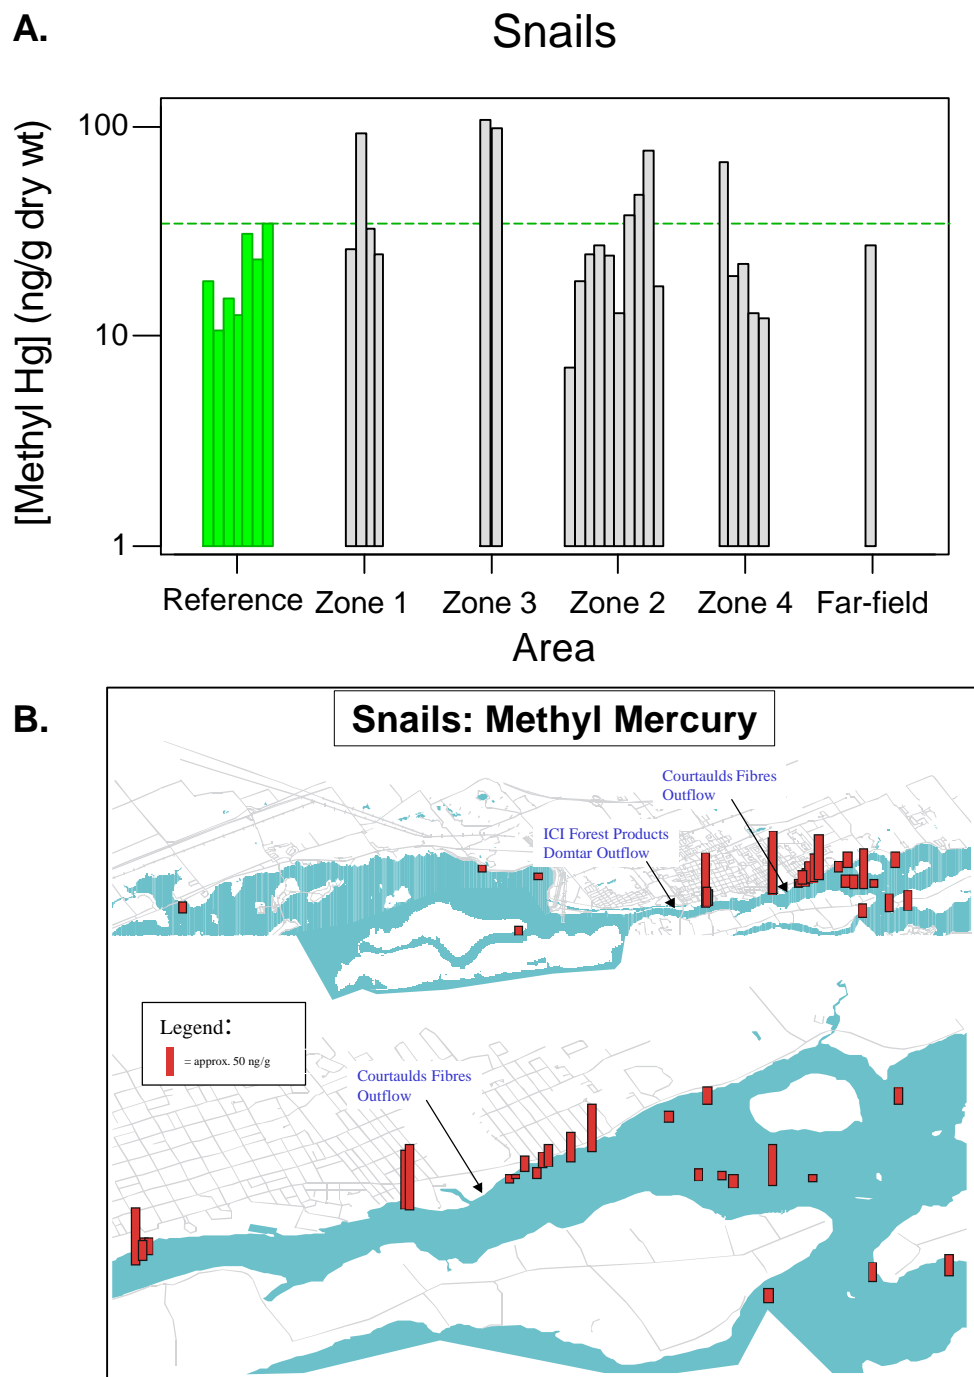 A.
Snails
[Methyl Hg] (ng/g dry wt)
100
10
1
Reference Zone 1 Zone 3 Zone 2 Zone 4 Far-field
Area
B.
Snails: Methyl Mercury
Courtaulds Fibres
Outflow
ICI Forest Products
Domtar Outflow
Legend:
= approx. 50 ng/g
Courtaulds Fibres
Outflow